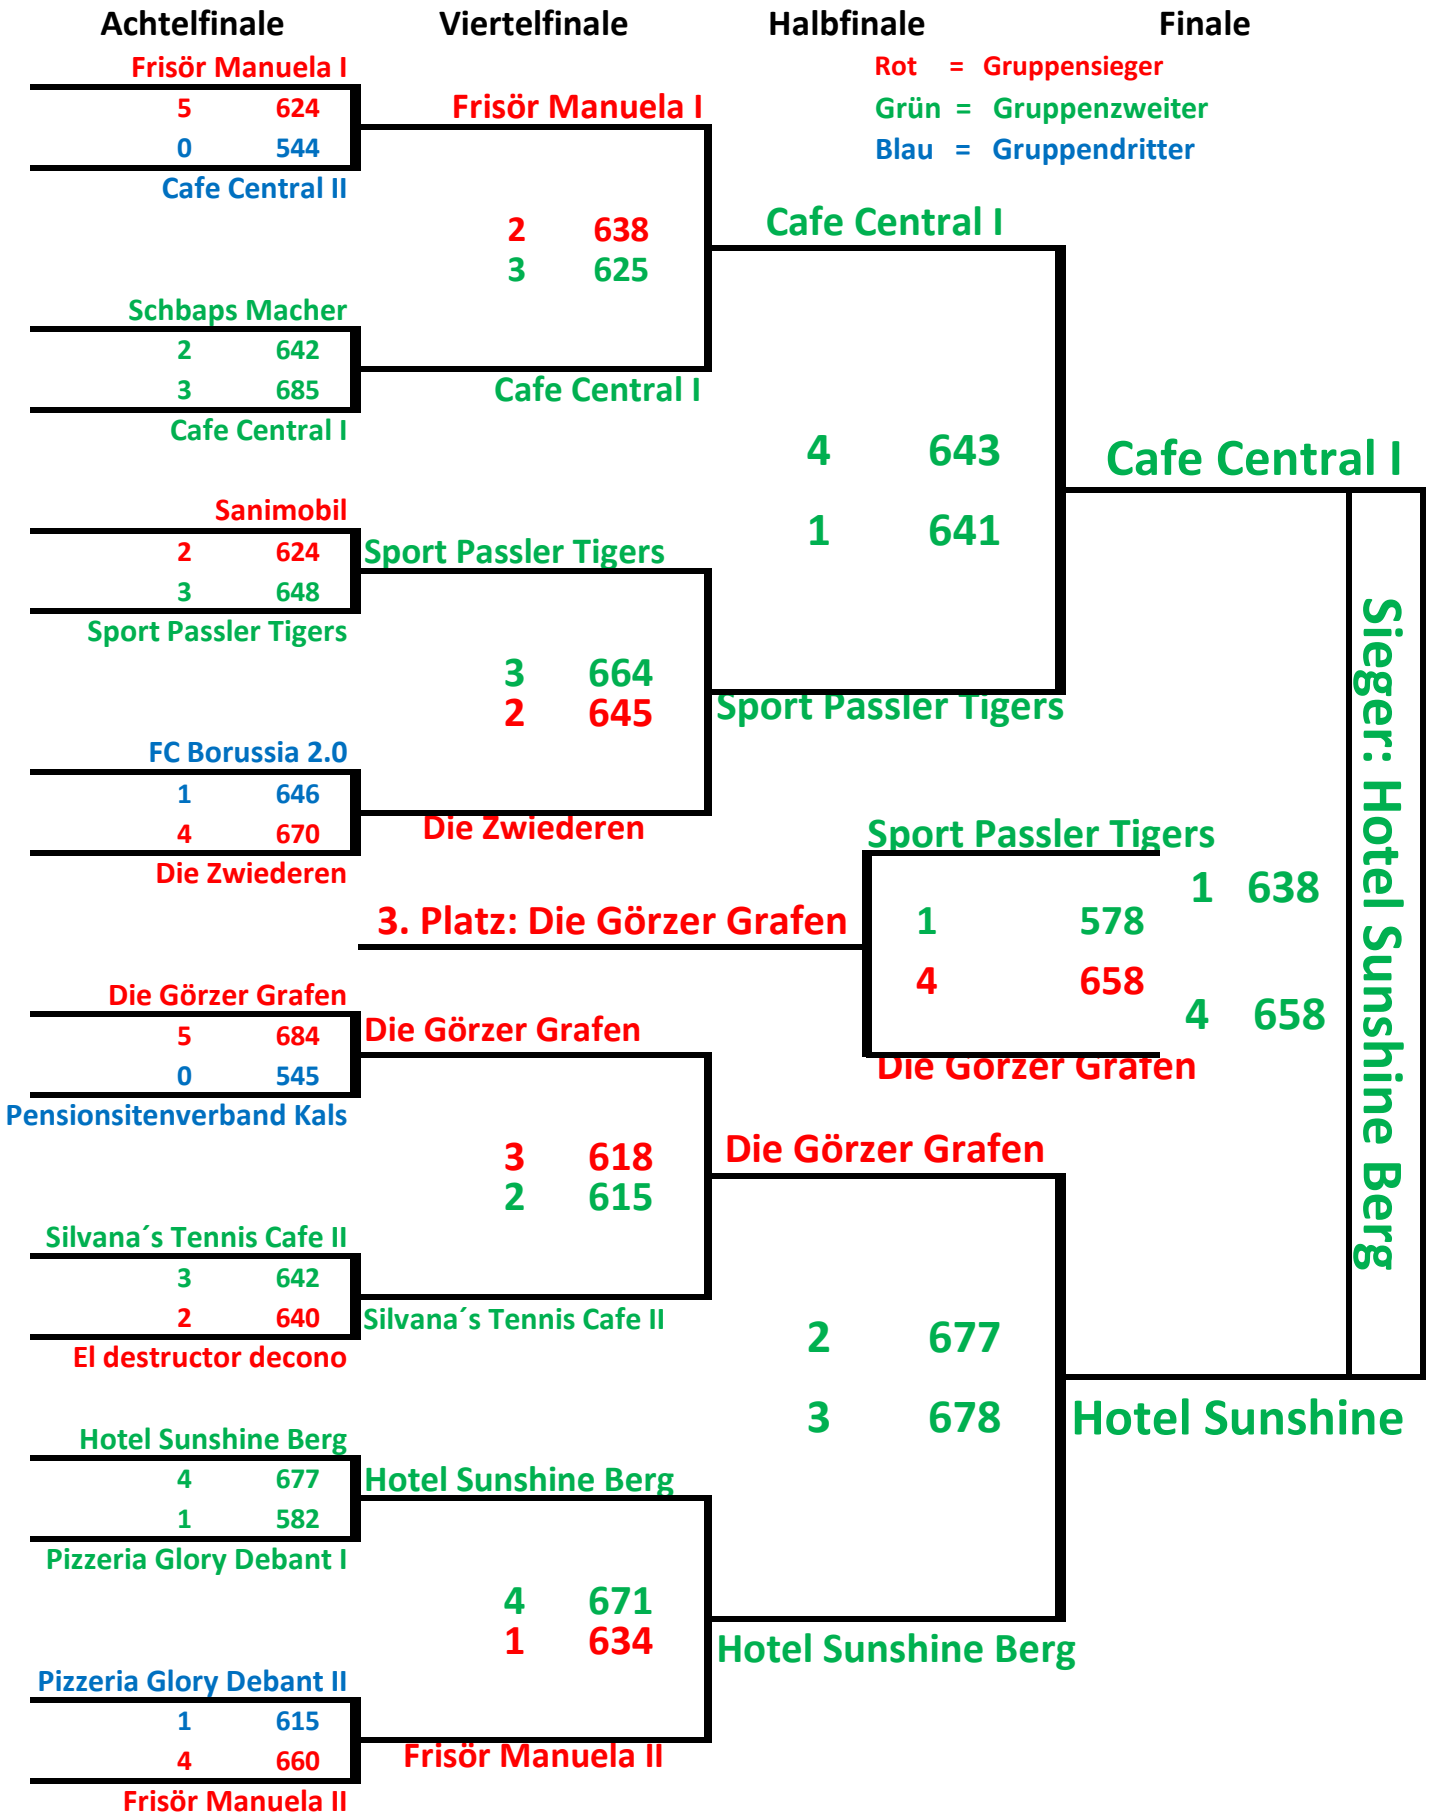 Achtelfinale Viertelfinale Halbfinale Finale
Frisör Manuela I
5 624
0 544
Cafe Central II
Schbaps Macher
2 642
3 685
Cafe Central I
Sanimobil
2 624
3 648
Sport Passler Tigers
FC Borussia 2.0
1 646
4 670
Die Zwiederen
Die Görzer Grafen
5 684
0 545
Pensionsitenverband Kals
Silvana´s Tennis Cafe II
3 642
2 640
El destructor decono
Hotel Sunshine Berg
4 677
1 582
Pizzeria Glory Debant I
Pizzeria Glory Debant II
1 615
4 660
Frisör Manuela II
Frisör Manuela I
2 638
3 625
Cafe Central I
Sport Passler Tigers
3 664
2 645
Die Zwiederen
Die Görzer Grafen
3 618
2 615
Silvana´s Tennis Cafe II
Hotel Sunshine Berg
4 671
1 634
Frisör Manuela II
Rot = Gruppensieger
Grün = Gruppenzweiter
Blau = Gruppendritter
Cafe Central I
4 643
1 641
Sport Passler Tigers
3. Platz: Die Görzer Grafen
Sport Passler Tigers
1 578
4 658
Die Görzer Grafen
Die Görzer Grafen
2 677
3 678
Hotel Sunshine Berg
Cafe Central I
1 638
4 658
Hotel Sunshine
Sieger: Hotel Sunshine Berg